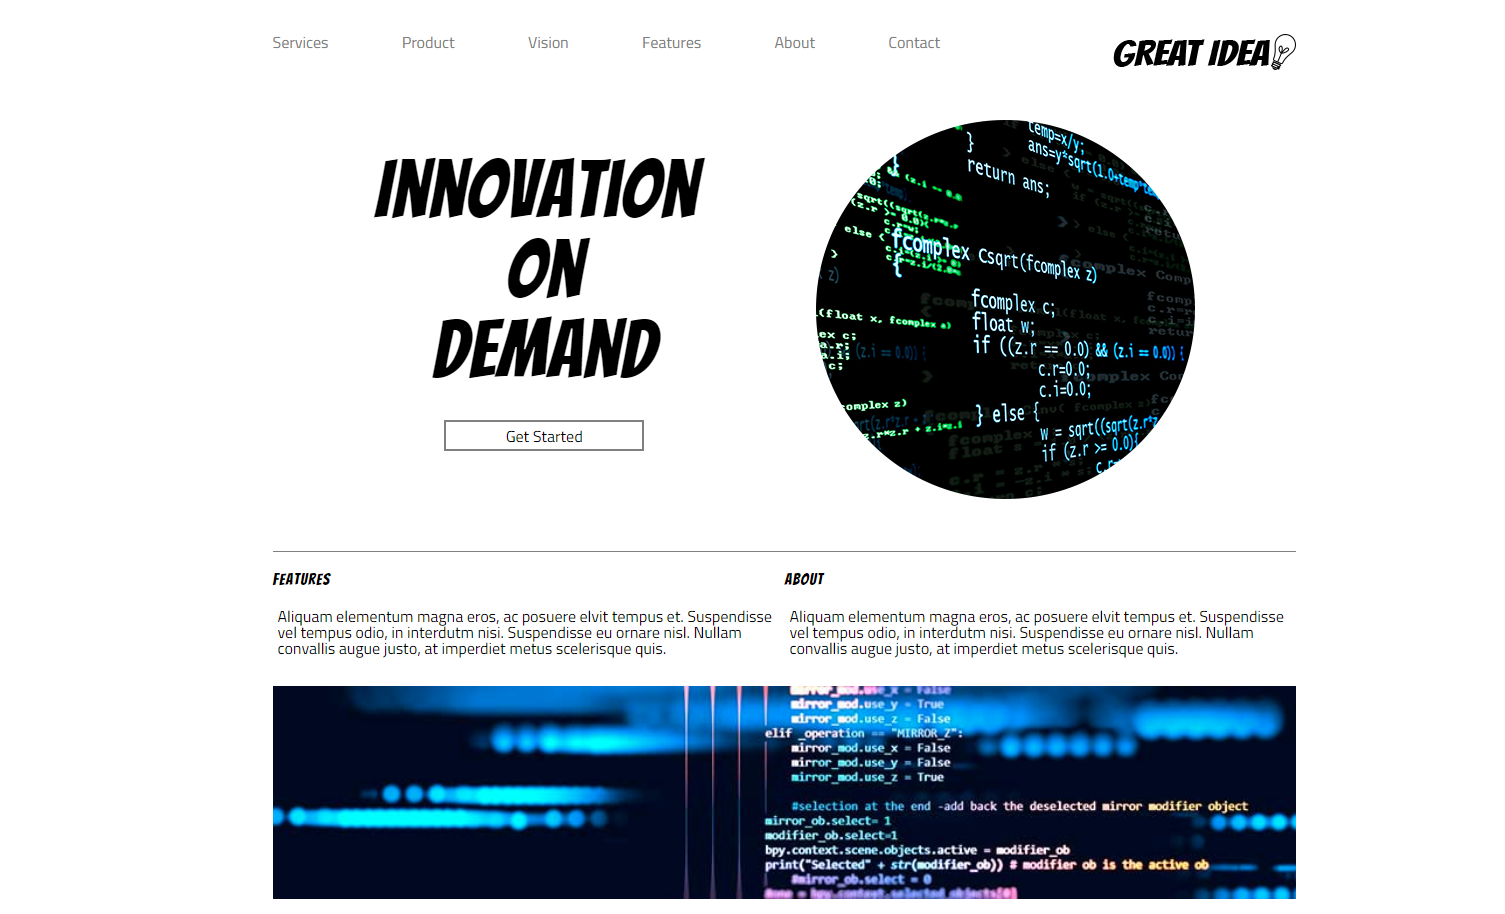 Services Product Vision Features About Contact
GREAT IDEA
INNOVATION
ON
DEMAND
Get Started
temp=x/y;
}
return ans;
else {
fcomplex Csqrt(fcomplex z)
{
fcomplex c;
float w;
if ((z.r == 0.0) && (z.i == 0.0)) {
c.r=0.0;
c.i=0.0;
} else {
if (z.r >= 0.0){
FEATURES
Aliquam elementum magna eros, ac posuere elvit tempus et. Suspendisse
vel tempus odio, in interdutm nisi. Suspendisse eu ornare nisl. Nullam
convallis augue justo, at imperdiet metus scelerisque quis.
ABOUT
Aliquam elementum magna eros, ac posuere elvit tempus et. Suspendisse
vel tempus odio, in interdutm nisi. Suspendisse eu ornare nisl. Nullam
convallis augue justo, at imperdiet metus scelerisque quis.
mirror_mod.use_x = False
mirror_mod.use_y = True
mirror_mod.use_z = False
elif _operation == "MIRROR_Z":
mirror_mod.use_x = False
mirror_mod.use_y = False
mirror_mod.use_z = True
#selection at the end -add back the deselected mirror modifier object
mirror_ob.select= 1
modifier_ob.select=1
bpy.context.scene.objects.active = modifier_ob
print("Selected" + str(modifier_ob)) # modifier ob is the active ob
#mirror_ob.select = 0
bpy.context.selected_objects[0]